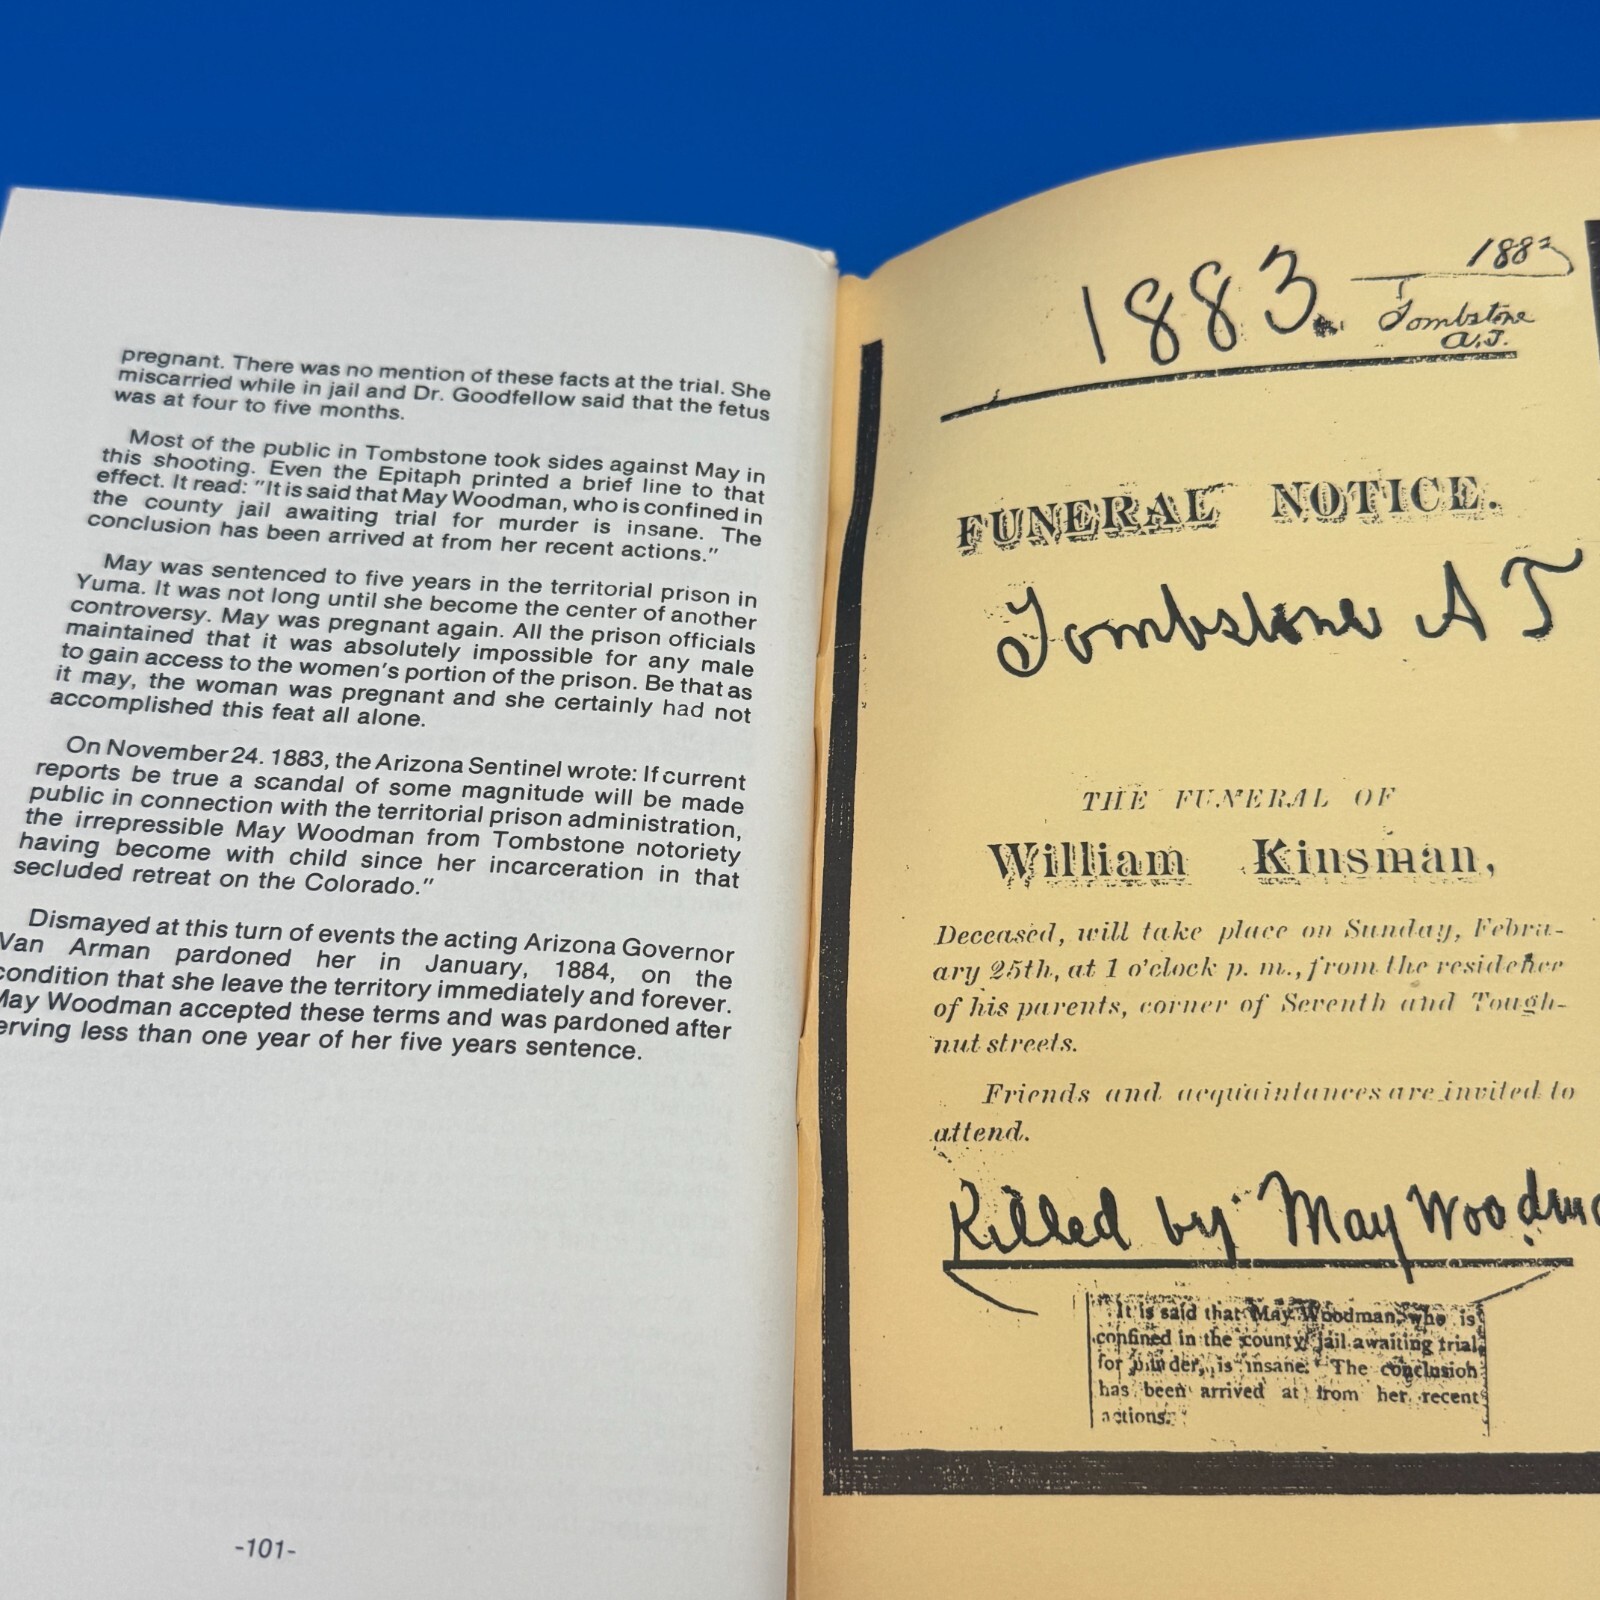 pregnant. There was no mention of these facts at the trial. She
miscarried while in jail and Dr. Goodfellow said that the fetus
was at four to five months.
Most of the public in Tombstone took sides against May in
this shooting. Even the Epitaph printed a brief line to that
effect. It read: "It is said that May Woodman, who is confined in
the county jail awaiting trial for murder is insane. The
conclusion has been arrived at from her recent actions."
May was sentenced to five years in the territorial prison in
Yuma. It was not long until she become the center of another
controversy. May was pregnant again. All the prison officials
maintained that it was absolutely impossible for any male
to gain access to the women's portion of the prison. Be that as
it may, the woman was pregnant and she certainly had not
accomplished this feat all alone.
On November 24. 1883, the Arizona Sentinel wrote: If current
reports be true a scandal of some magnitude will be made
public in connection with the territorial prison administration,
the irrepressible May Woodman from Tombstone notoriety
having become with child since her incarceration in that
secluded retreat on the Colorado."
Dismayed at this turn of events the acting Arizona Governor
Van Arman pardoned her in January, 1884, on the
condition that she leave the territory immediately and forever.
May Woodman accepted these terms and was pardoned after
erving less than one year of her five years sentence.
-101-
1883.
1883
Tombstone
A.T.
FUNERAL NOTICE.
Tombstone A T
THE FUNERAL OF
William Kinsman,
Deceased, will take place on Sunday, Febru-
ary 25th, at 1 o'clock p. m., from the residence
of his parents, corner of Seventh and Tough-
nut streets.
Friends and acquaintances are invited to
attend.
Killed by May Woodma
It is said that May Woodman, who is
confined in the county jail awaiting trial
for murder, is insane. The conclusion
has been arrived at from her recent
actions.